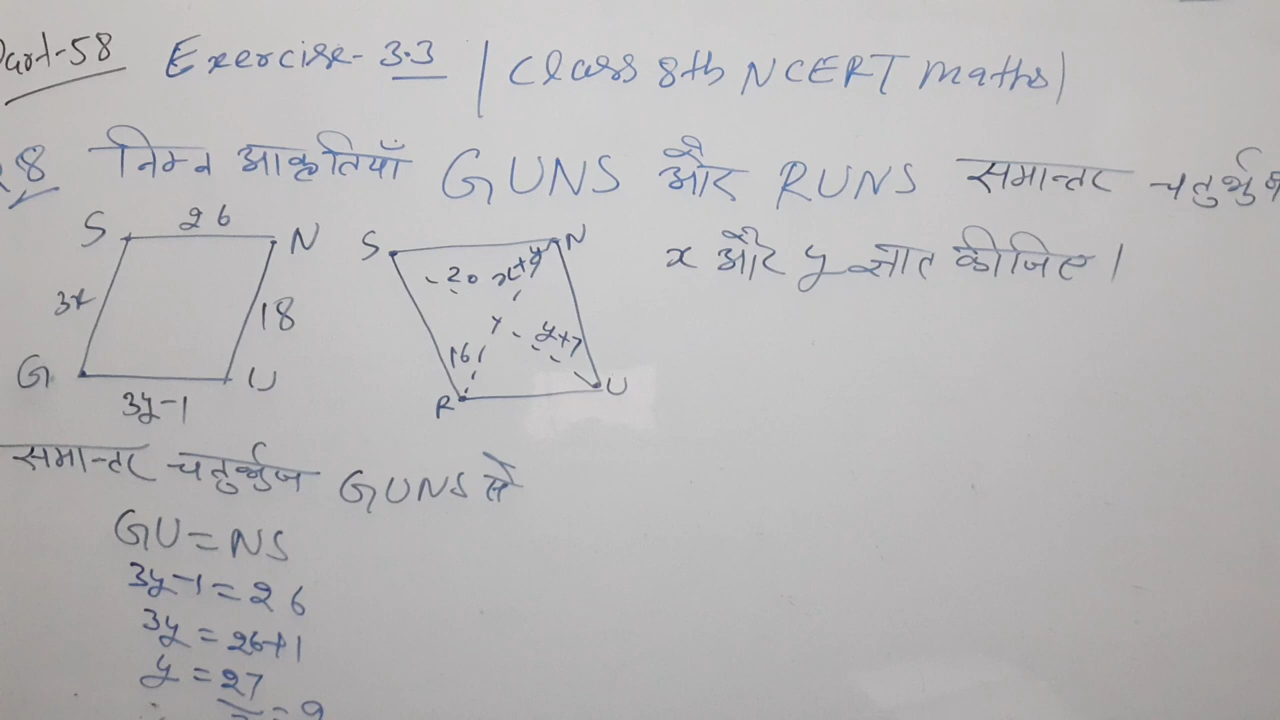 Part-58 Exercise-3.3 | Class 8th NCERT maths)
8 निम्न आकृतियाँ GUNS और RUNS समान्तर चतुर्भुज
x और y ज्ञात कीजिए।
S 26 N
3x 18
G U
3y-1
S N
20 x+y
16 y+7
R U
समान्तर चतुर्भुज GUNS से
GU=NS
3y-1=26
3y=26+1
y=27
=9